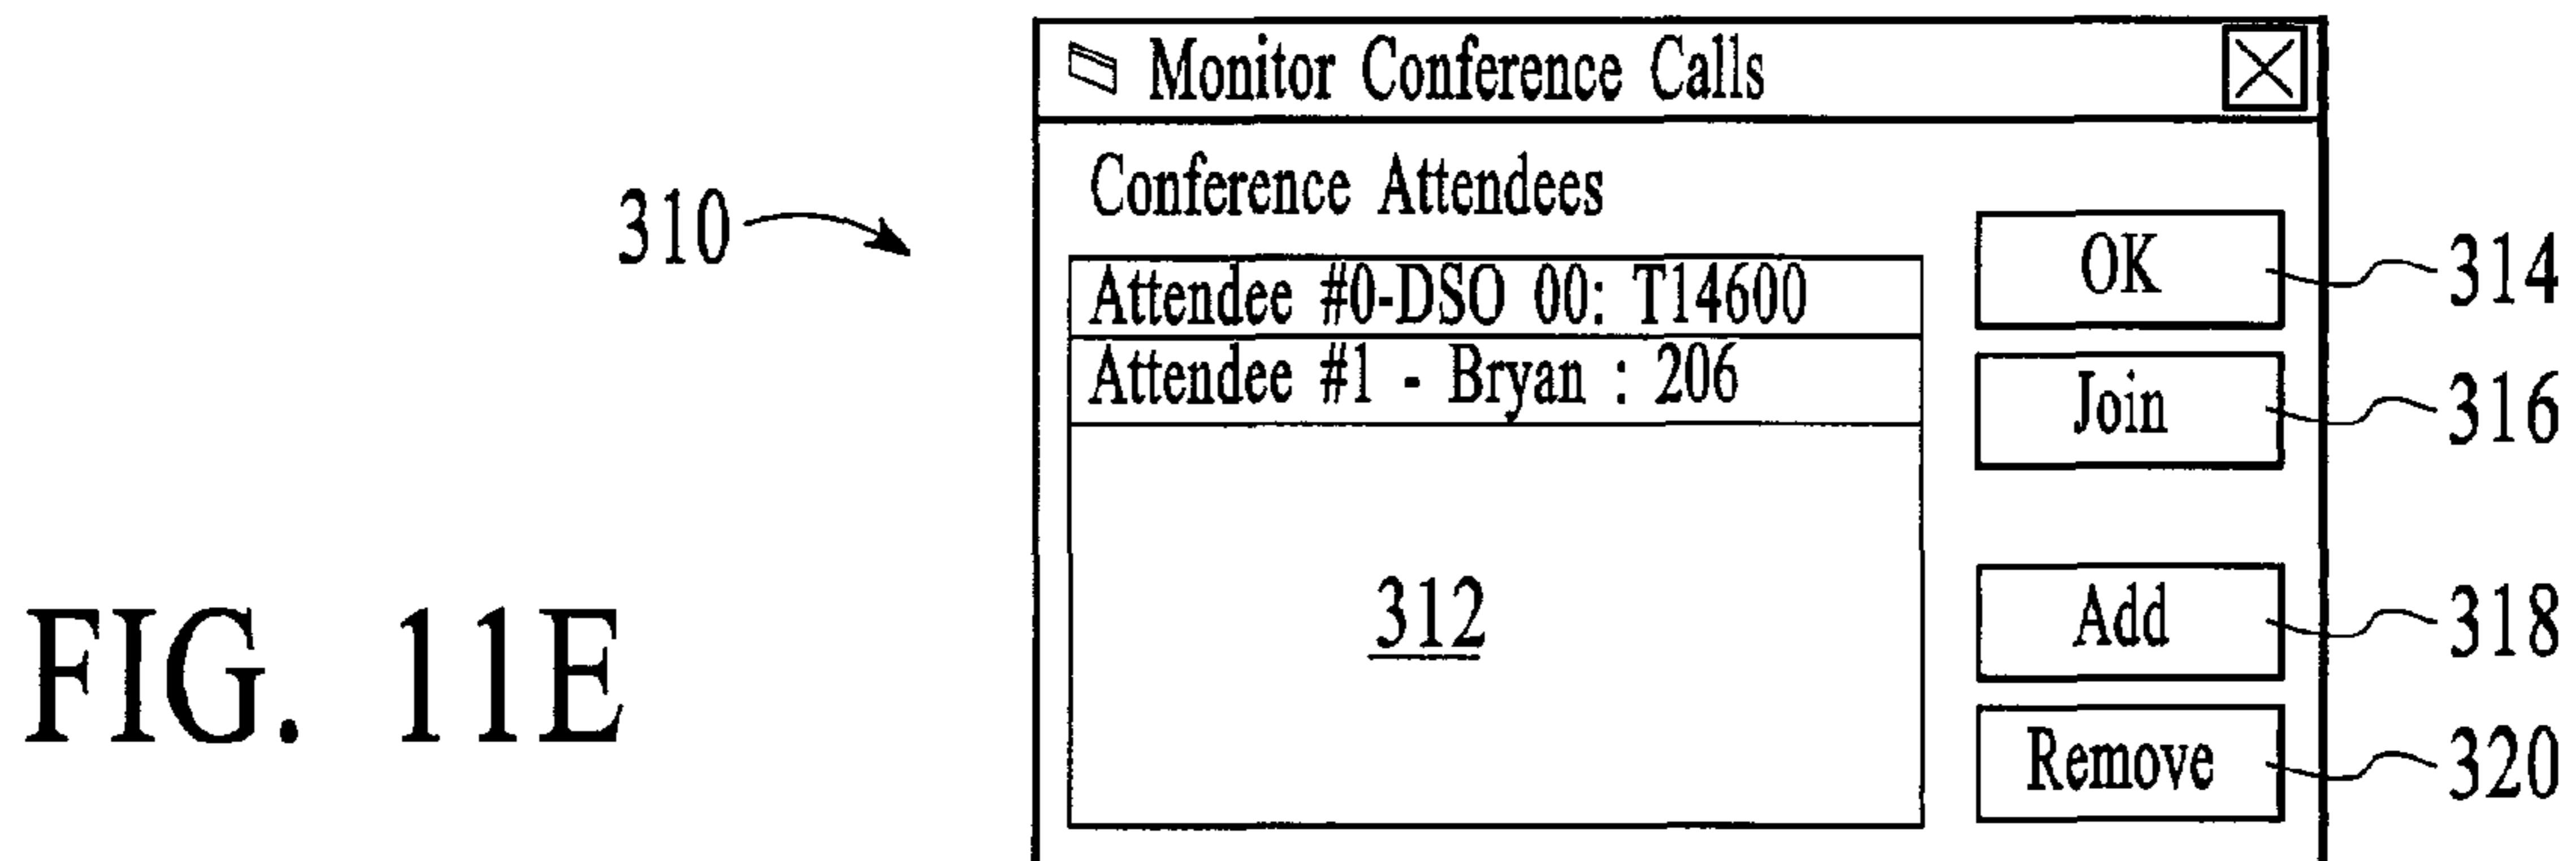 Monitor Conference Calls
Conference Attendees
310
Attendee #0-DSO 00: T14600
Attendee #1 - Bryan : 206
312
OK
314
Join
316
Add
318
Remove
320
FIG. 11E